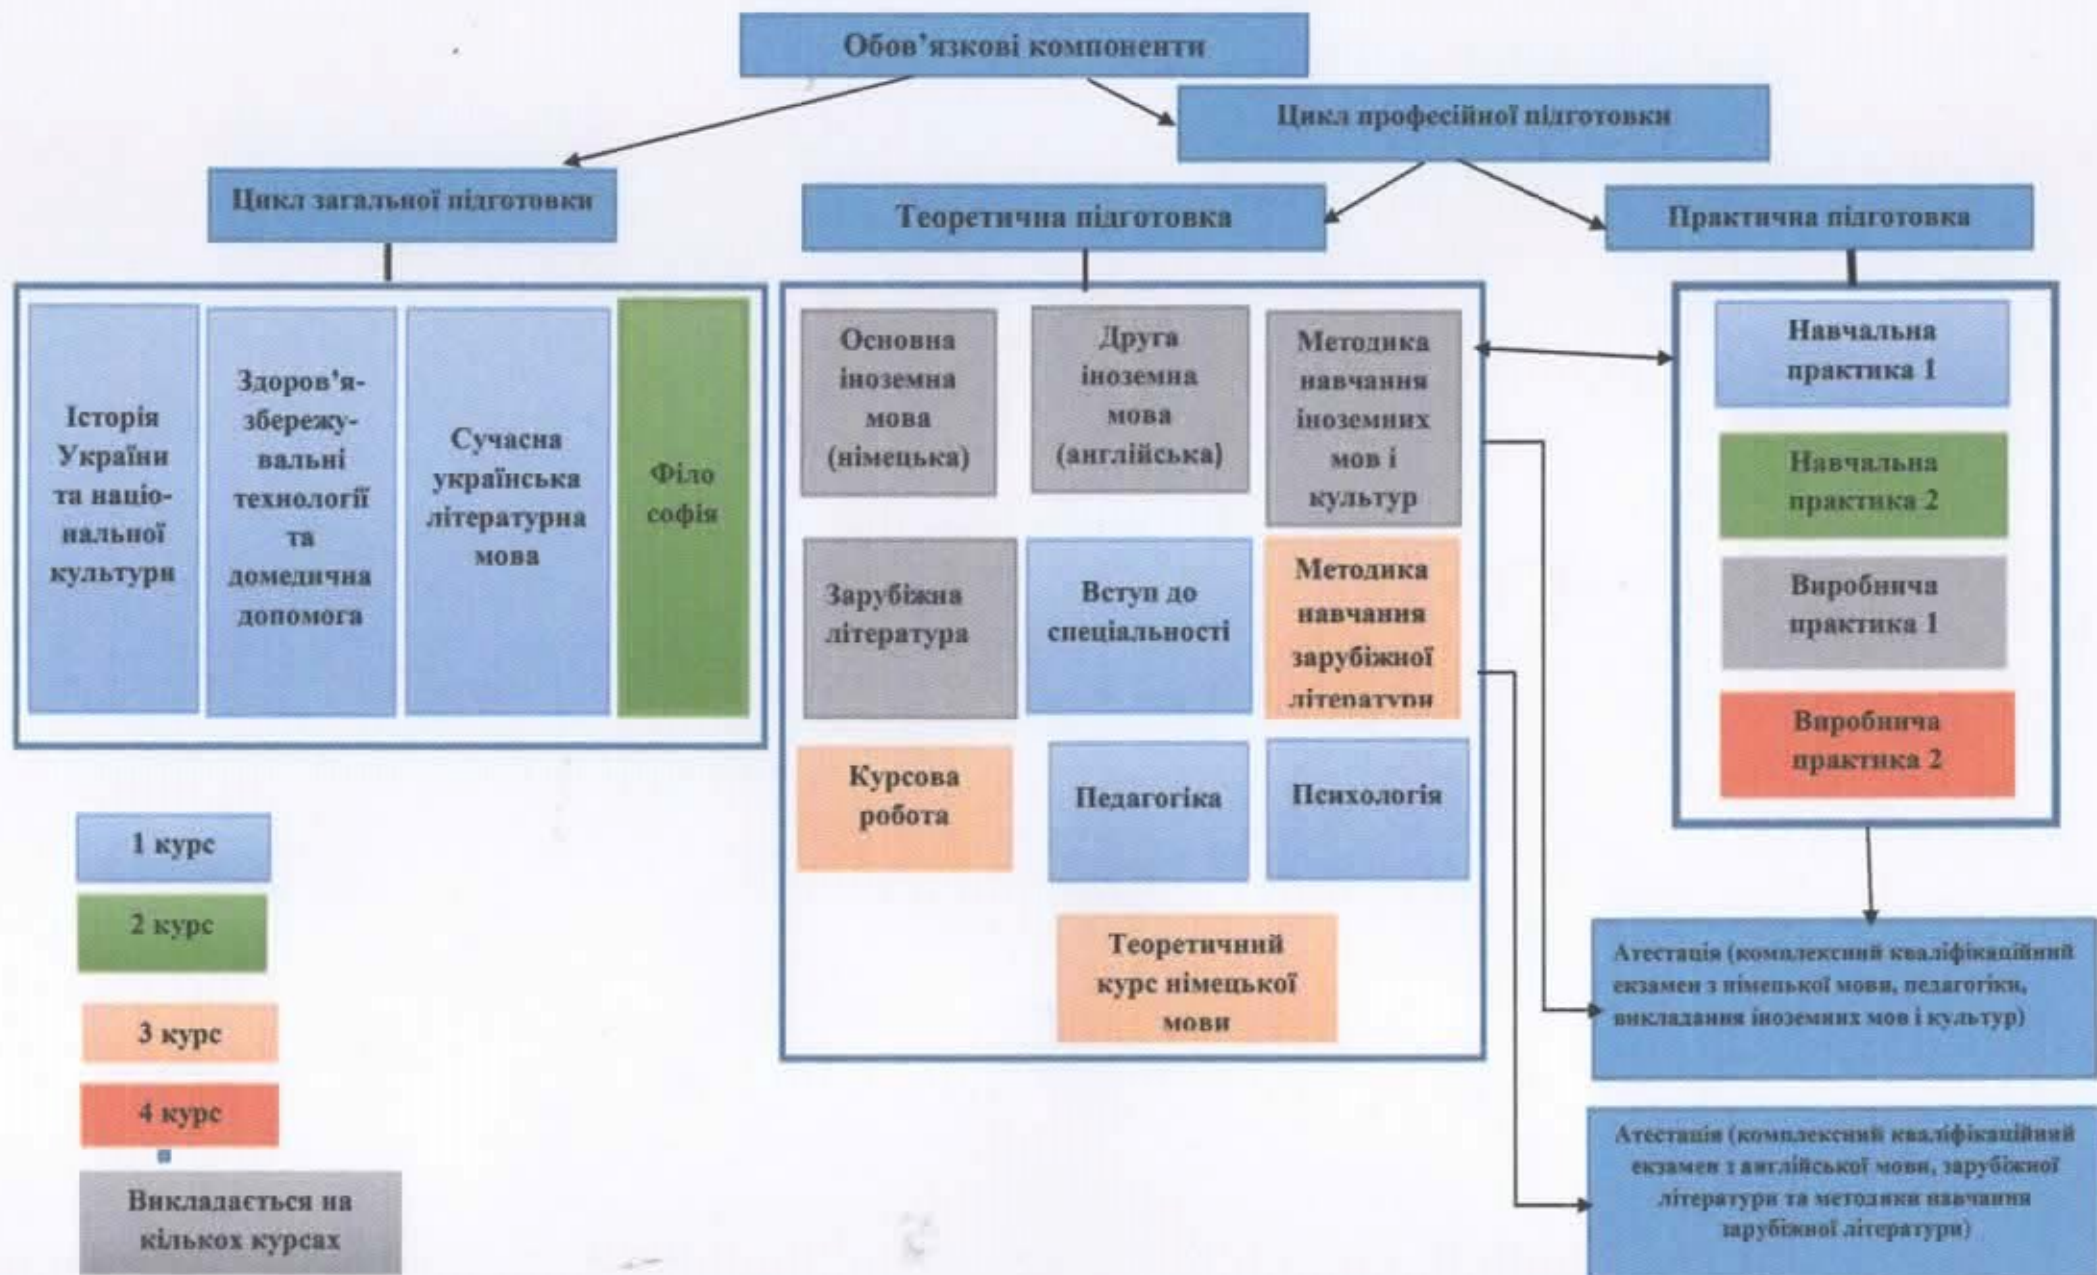 Обов’язкові компоненти
Цикл професійної підготовки
Цикл загальної підготовки
Теоретична підготовка
Практична підготовка
Історія
України
та націо-
нальної
культури
Здоров’я-
збережу-
вальні
технології
та
домедична
допомога
Сучасна
українська
літературна
мова
Філо
софія
Основна
іноземна
мова
(німецька)
Друга
іноземна
мова
(англійська)
Методика
навчання
іноземних
мов і
культур
Зарубіжна
література
Вступ до
спеціальності
Методика
навчання
зарубіжної
літератури
Курсова
робота
Педагогіка
Психологія
Теоретичний
курс німецької
мови
Навчальна
практика 1
Навчальна
практика 2
Виробнича
практика 1
Виробнича
практика 2
1 курс
2 курс
3 курс
4 курс
Викладається на
кількох курсах
Атестація (комплексний кваліфікаційний
екзамен з німецької мови, педагогіки,
викладання іноземних мов і культур)
Атестація (комплексний кваліфікаційний
екзамен з англійської мови, зарубіжної
літератури та методики навчання
зарубіжної літератури)